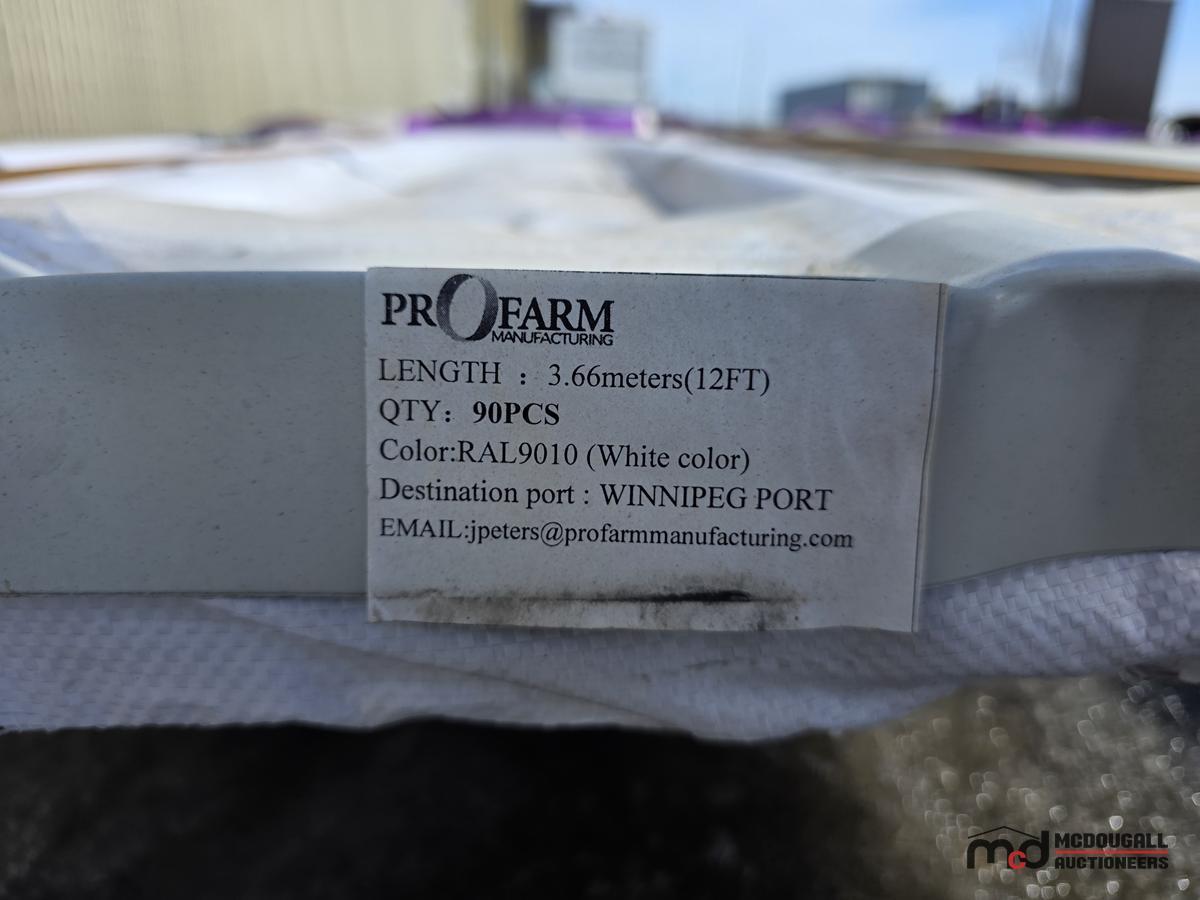 PROFARM
MANUFACTURING
LENGTH : 3.66meters(12FT)
QTY: 90PCS
Color:RAL9010 (White color)
Destination port : WINNIPEG PORT
EMAIL:jpeters@profarmmanufacturing.com
mcd MCDOUGALL
AUCTIONEERS